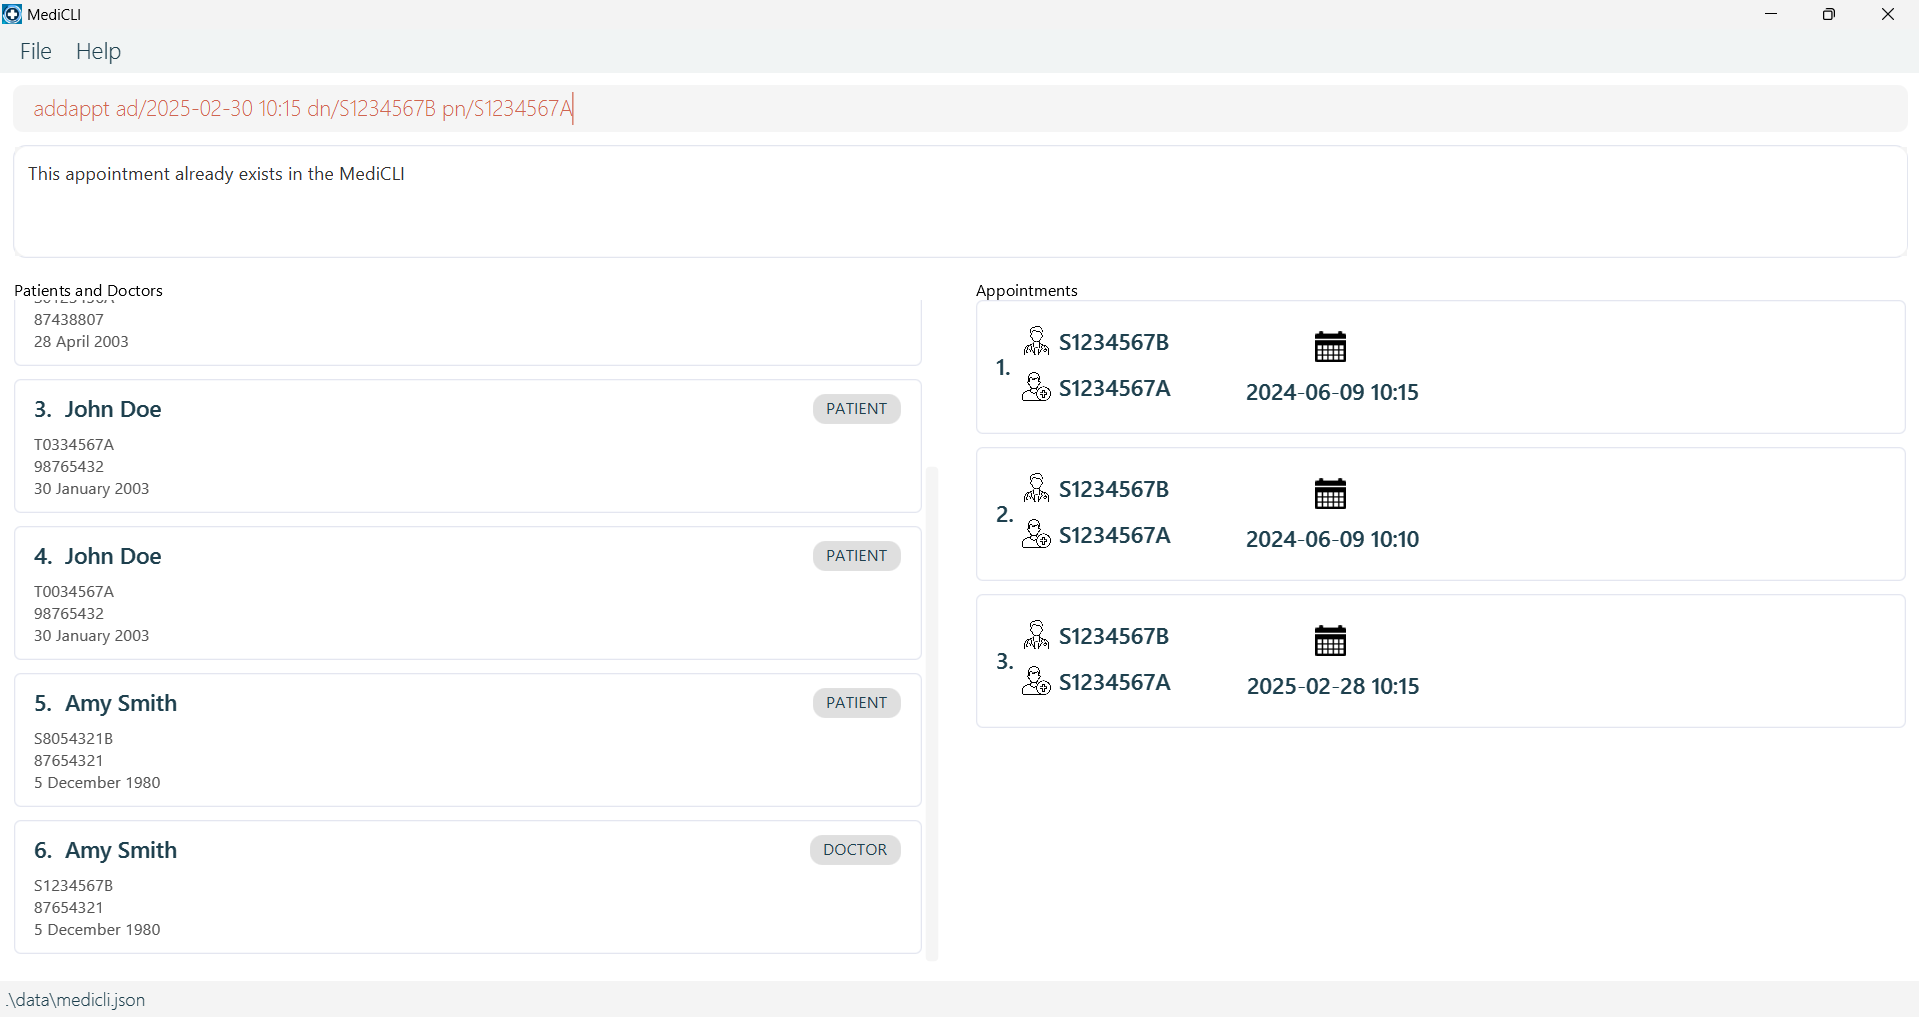 MediCLI
File Help
addappt ad/2025-02-30 10:15 dn/S1234567B pn/S1234567A
This appointment already exists in the MediCLI
Patients and Doctors
87438807
28 April 2003
3. John Doe
PATIENT
T0334567A
98765432
30 January 2003
4. John Doe
PATIENT
T0034567A
98765432
30 January 2003
5. Amy Smith
PATIENT
S8054321B
87654321
5 December 1980
6. Amy Smith
DOCTOR
S1234567B
87654321
5 December 1980
Appointments
1.
S1234567B
S1234567A
2024-06-09 10:15
2.
S1234567B
S1234567A
2024-06-09 10:10
3.
S1234567B
S1234567A
2025-02-28 10:15
.\data\medicli.json